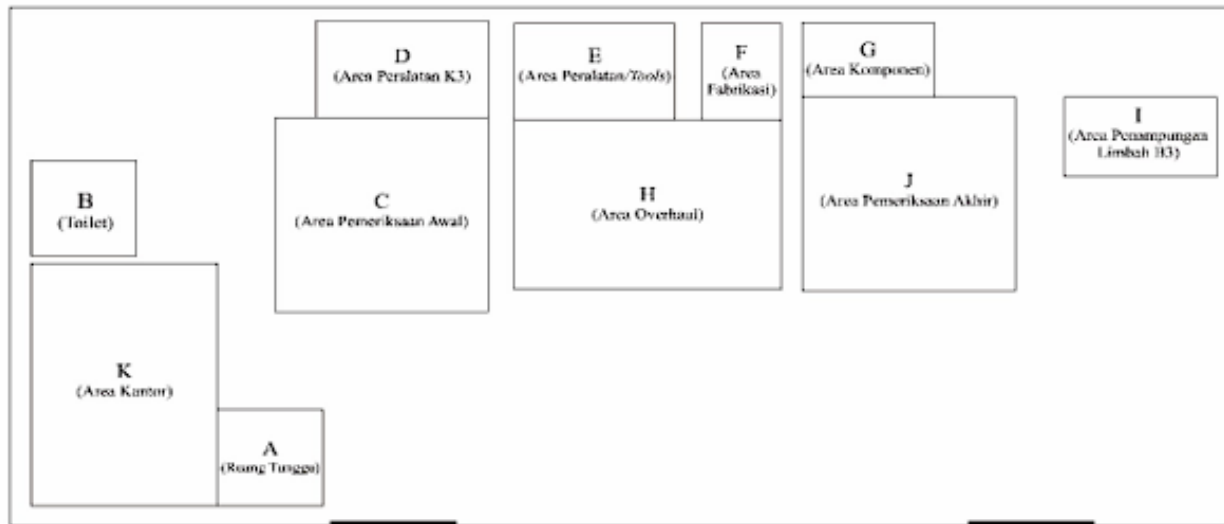 D
(Area Peralatan K3)
E
(Area Peralatan/Tools)
F
(Area
Fabrikasi)
G
(Area Komponen)
I
(Area Penampungan
Limbah B3)
B
(Toilet)
C
(Area Pemeriksaan Awal)
H
(Area Overhaul)
J
(Area Pemeriksaan Akhir)
K
(Area Kantor)
A
(Ruang Tunggu)